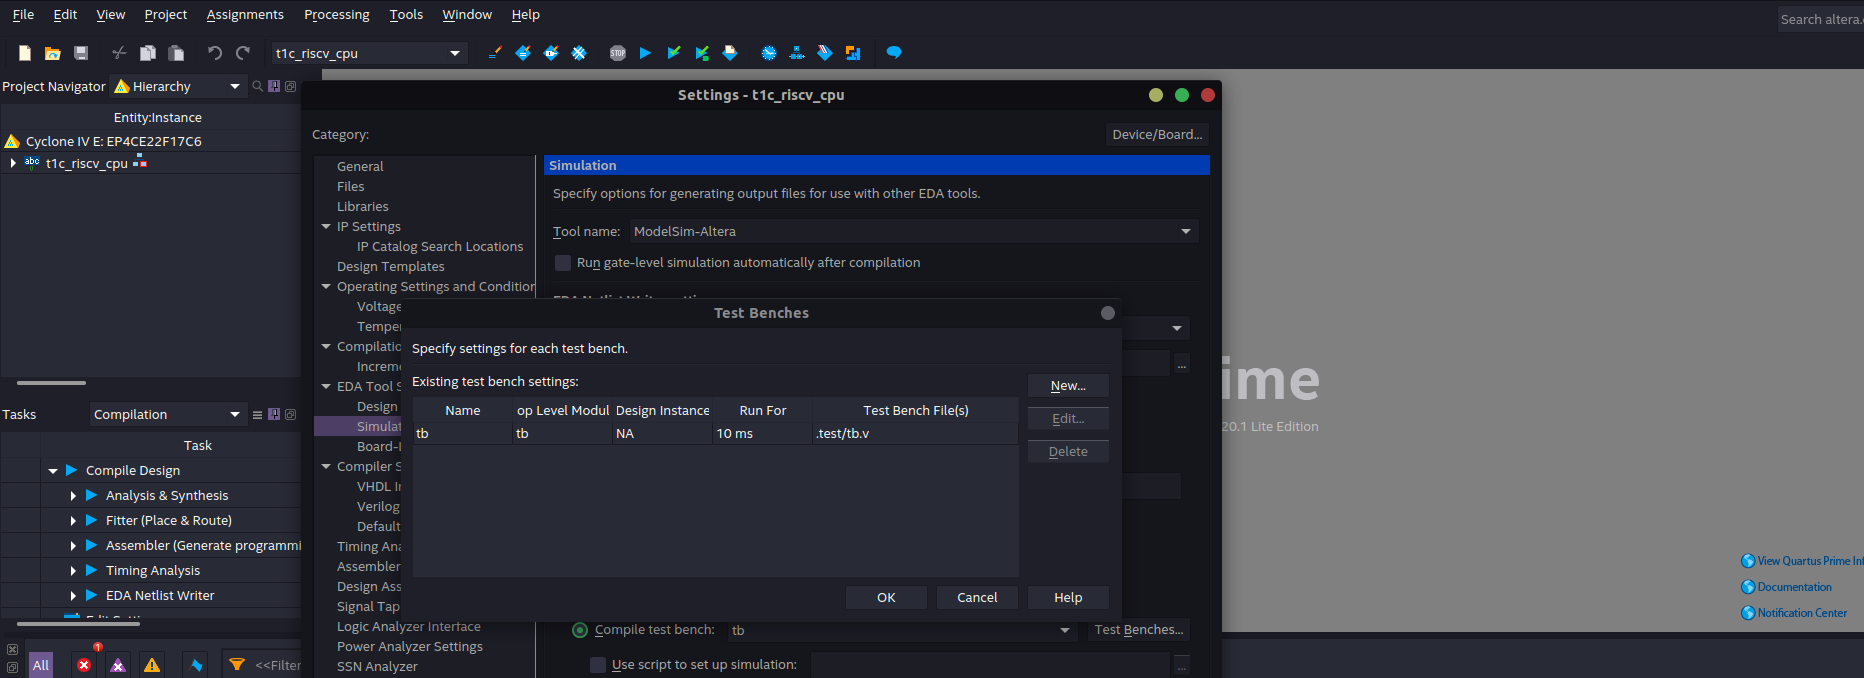 File Edit View Project Assignments Processing Tools Window Help
Search altera.
t1c_riscv_cpu
Project Navigator Hierarchy
Entity:Instance
Cyclone IV E: EP4CE22F17C6
abc t1c_riscv_cpu
Settings - t1c_riscv_cpu
Category:
Device/Board...
General
Files
Libraries
IP Settings
IP Catalog Search Locations
Design Templates
Operating Settings and Condition
Voltage
Temper
Compilatio
Increme
EDA Tool S
Design
Simulat
Board-
Compiler S
VHDL I
Verilog
Default
Timing Ana
Assembler
Design Ass
Signal Tap
Logic Analyzer Interface
Power Analyzer Settings
SSN Analyzer
Simulation
Specify options for generating output files for use with other EDA tools.
Tool name: ModelSim-Altera
Run gate-level simulation automatically after compilation
...
Test Benches
Specify settings for each test bench.
Existing test bench settings:
Name op Level Modul Design Instance Run For Test Bench File(s)
tb tb NA 10 ms .test/tb.v
New...
Edit...
Delete
OK Cancel Help
Compile test bench: tb Test Benches...
Use script to set up simulation: ...
Tasks Compilation
Task
Compile Design
Analysis & Synthesis
Fitter (Place & Route)
Assembler (Generate programmi
Timing Analysis
EDA Netlist Writer
All 1 <<Filter
STOP
ime
20.1 Lite Edition
View Quartus Prime Inf
Documentation
Notification Center